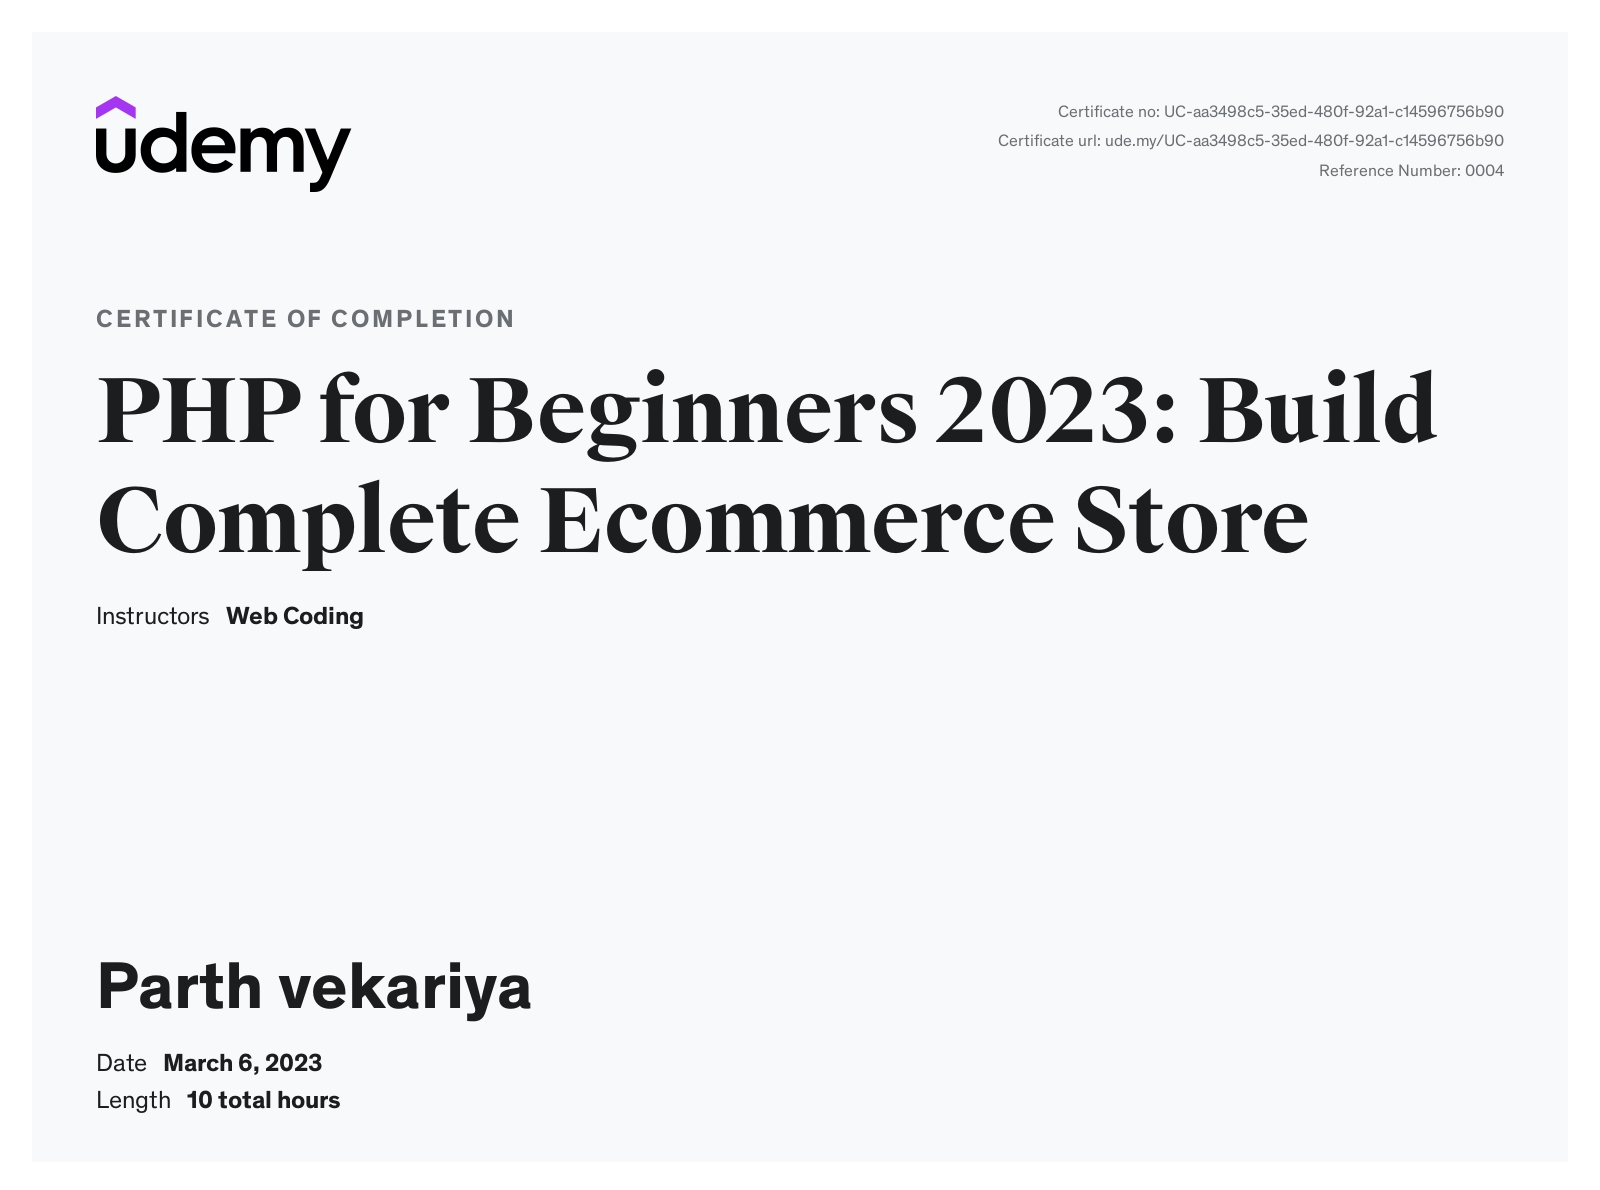 udemy
Certificate no: UC-aa3498c5-35ed-480f-92a1-c14596756b90
Certificate url: ude.my/UC-aa3498c5-35ed-480f-92a1-c14596756b90
Reference Number: 0004
CERTIFICATE OF COMPLETION
PHP for Beginners 2023: Build
Complete Ecommerce Store
Instructors Web Coding
Parth vekariya
Date March 6, 2023
Length 10 total hours